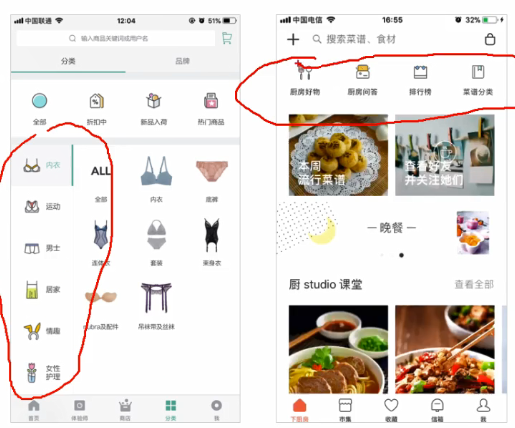 中国联通
12:04
51%
输入商品关键词或用户名
分类
品牌
全部
折扣中
新品入荷
热门商品
内衣
运动
男士
居家
情趣
女性
护理
ALL
全部
内衣
底裤
连体衣
套装
束身衣
nubra及配件
吊袜带及丝袜
首页
体验师
商店
分类
我
中国电信
16:55
32%
搜索菜谱、食材
厨房好物
厨房问答
排行榜
菜谱分类
本周
流行菜谱
查看好友
并关注她们
晚餐
厨 studio 课堂
查看全部
下厨房
市集
收藏
信箱
我